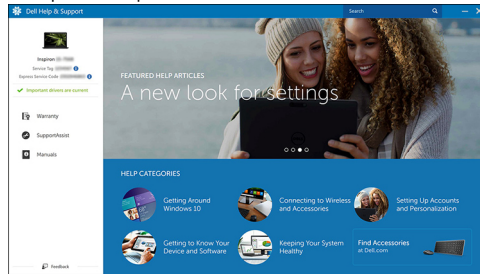 Dell Help & Support
Search
Inspiron
Service Tag
Express Service Code
Important drivers are current
Warranty
SupportAssist
Manuals
Feedback
FEATURED HELP ARTICLES
A new look for settings
HELP CATEGORIES
Getting Around
Windows 10
Connecting to Wireless
and Accessories
Setting Up Accounts
and Personalization
Getting to Know Your
Device and Software
Keeping Your System
Healthy
Find Accessories
at Dell.com